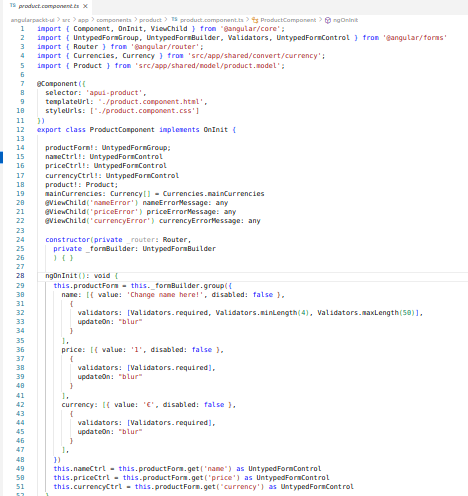 product.component.ts ×
angularpackt-ui > src > app > components > product > TS product.component.ts > ProductComponent > ngOnInit
1 import { Component, OnInit, ViewChild } from '@angular/core';
2 import { UntypedFormGroup, UntypedFormBuilder, Validators, UntypedFormControl } from '@angular/forms'
3 import { Router } from '@angular/router';
4 import { Currencies, Currency } from 'src/app/shared/convert/currency';
5 import { Product } from 'src/app/shared/model/product.model';
6
7 @Component({
8 selector: 'apui-product',
9 templateUrl: './product.component.html',
10 styleUrls: ['./product.component.css']
11 })
12 export class ProductComponent implements OnInit {
13
14 productForm!: UntypedFormGroup;
15 nameCtrl!: UntypedFormControl
16 priceCtrl!: UntypedFormControl
17 currencyCtrl!: UntypedFormControl
18 product!: Product;
19 mainCurrencies: Currency[] = Currencies.mainCurrencies
20 @ViewChild('nameError') nameErrorMessage: any
21 @ViewChild('priceError') priceErrorMessage: any
22 @ViewChild('currencyError') currencyErrorMessage: any
23
24 constructor(private router: Router,
25 private _formBuilder: UntypedFormBuilder
26 ) { }
27
28 ngOnInit(): void {
29 this.productForm = this._formBuilder.group({
30 name: [{ value: 'Change name here!', disabled: false },
31 {
32 validators: [Validators.required, Validators.minLength(4), Validators.maxLength(50)],
33 updateOn: "blur"
34 }
35 ],
36 price: [{ value: '1', disabled: false },
37 {
38 validators: [Validators.required],
39 updateOn: "blur"
40 }
41 ],
42 currency: [{ value: '€', disabled: false },
43 {
44 validators: [Validators.required],
45 updateOn: "blur"
46 }
47 ],
48 })
49 this.nameCtrl = this.productForm.get('name') as UntypedFormControl
50 this.priceCtrl = this.productForm.get('price') as UntypedFormControl
51 this.currencyCtrl = this.productForm.get('currency') as UntypedFormControl